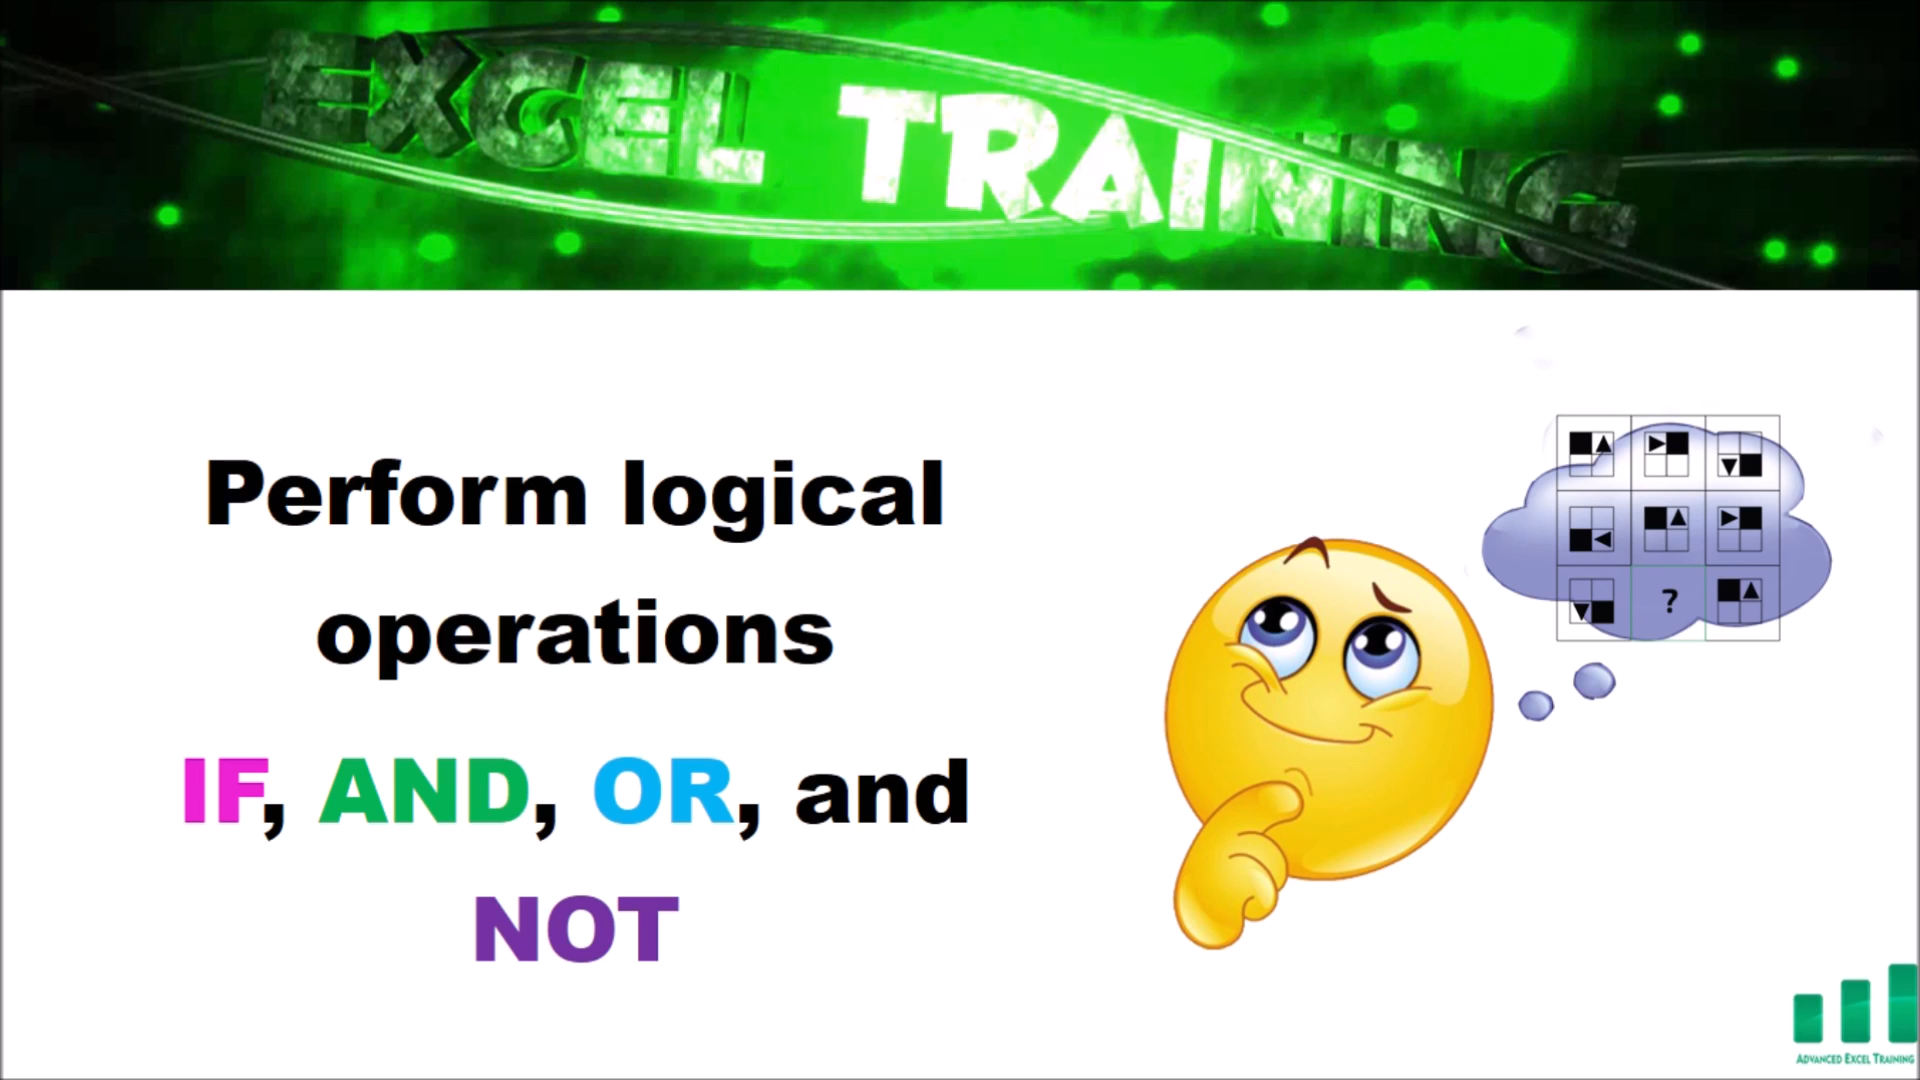 EXCEL TRAINING
Perform logical
operations
IF, AND, OR, and
NOT
?
ADVANCED EXCEL TRAINING